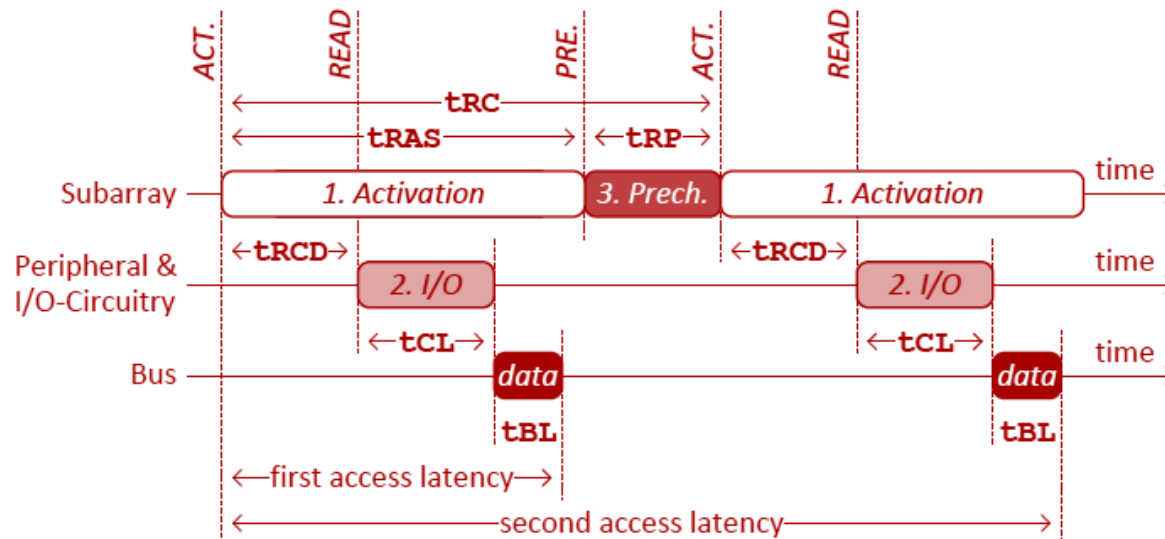 ACT.
READ
PRE.
ACT.
READ
tRC
tRAS
tRP
Subarray
1. Activation
3. Prech.
1. Activation
time
tRCD
tRCD
Peripheral &
I/O-Circuitry
2. I/O
2. I/O
time
tCL
tCL
Bus
data
data
time
tBL
tBL
first access latency
second access latency